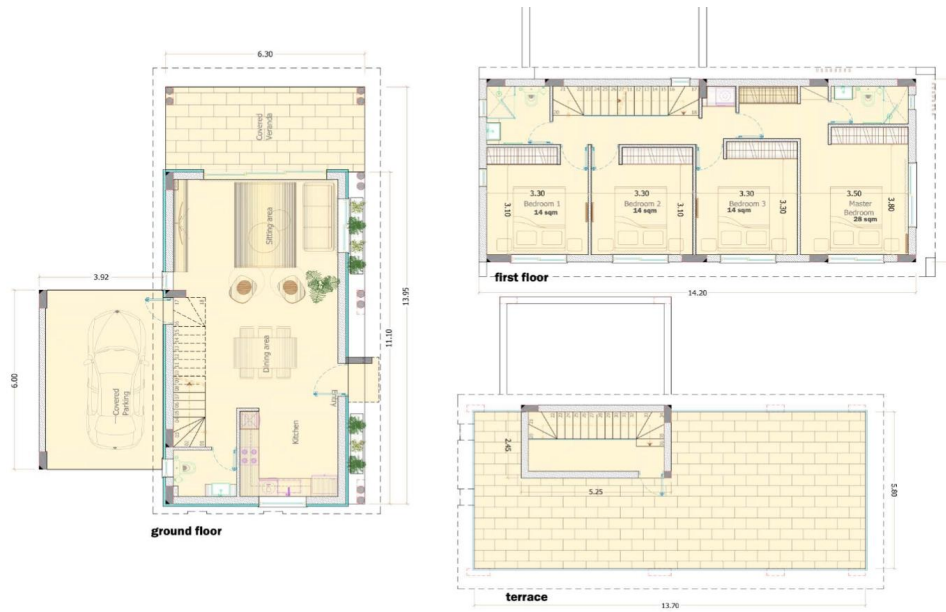 6.30
Covered
Veranda
Sitting area
3.92
6.00
13.95
11.10
Covered
Parking
Dining area
Entry
Kitchen
ground floor
3.30
Bedroom 1
14 sqm
3.10
3.30
Bedroom 2
14 sqm
3.10
3.30
Bedroom 3
14 sqm
3.30
3.50
Master
Bedroom
28 sqm
3.80
first floor
14.20
2.45
5.25
5.80
terrace
13.70